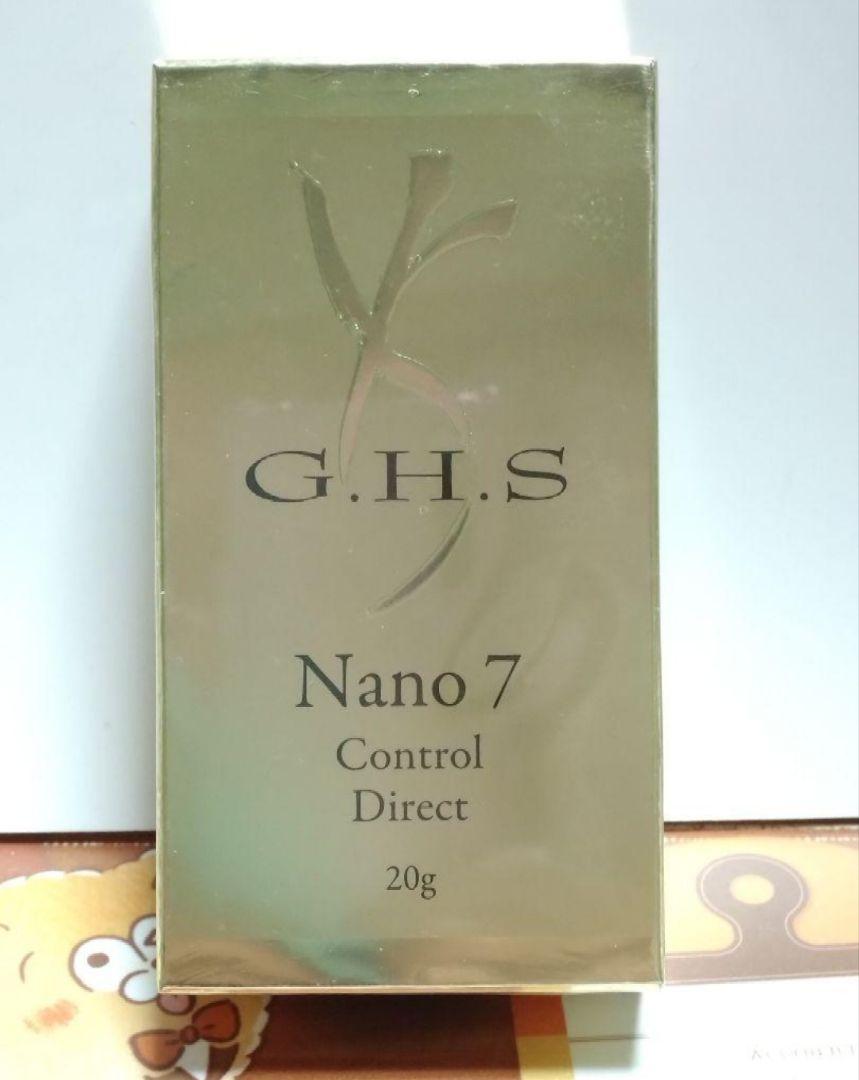 G.H.S
Nano 7
Control
Direct
20g